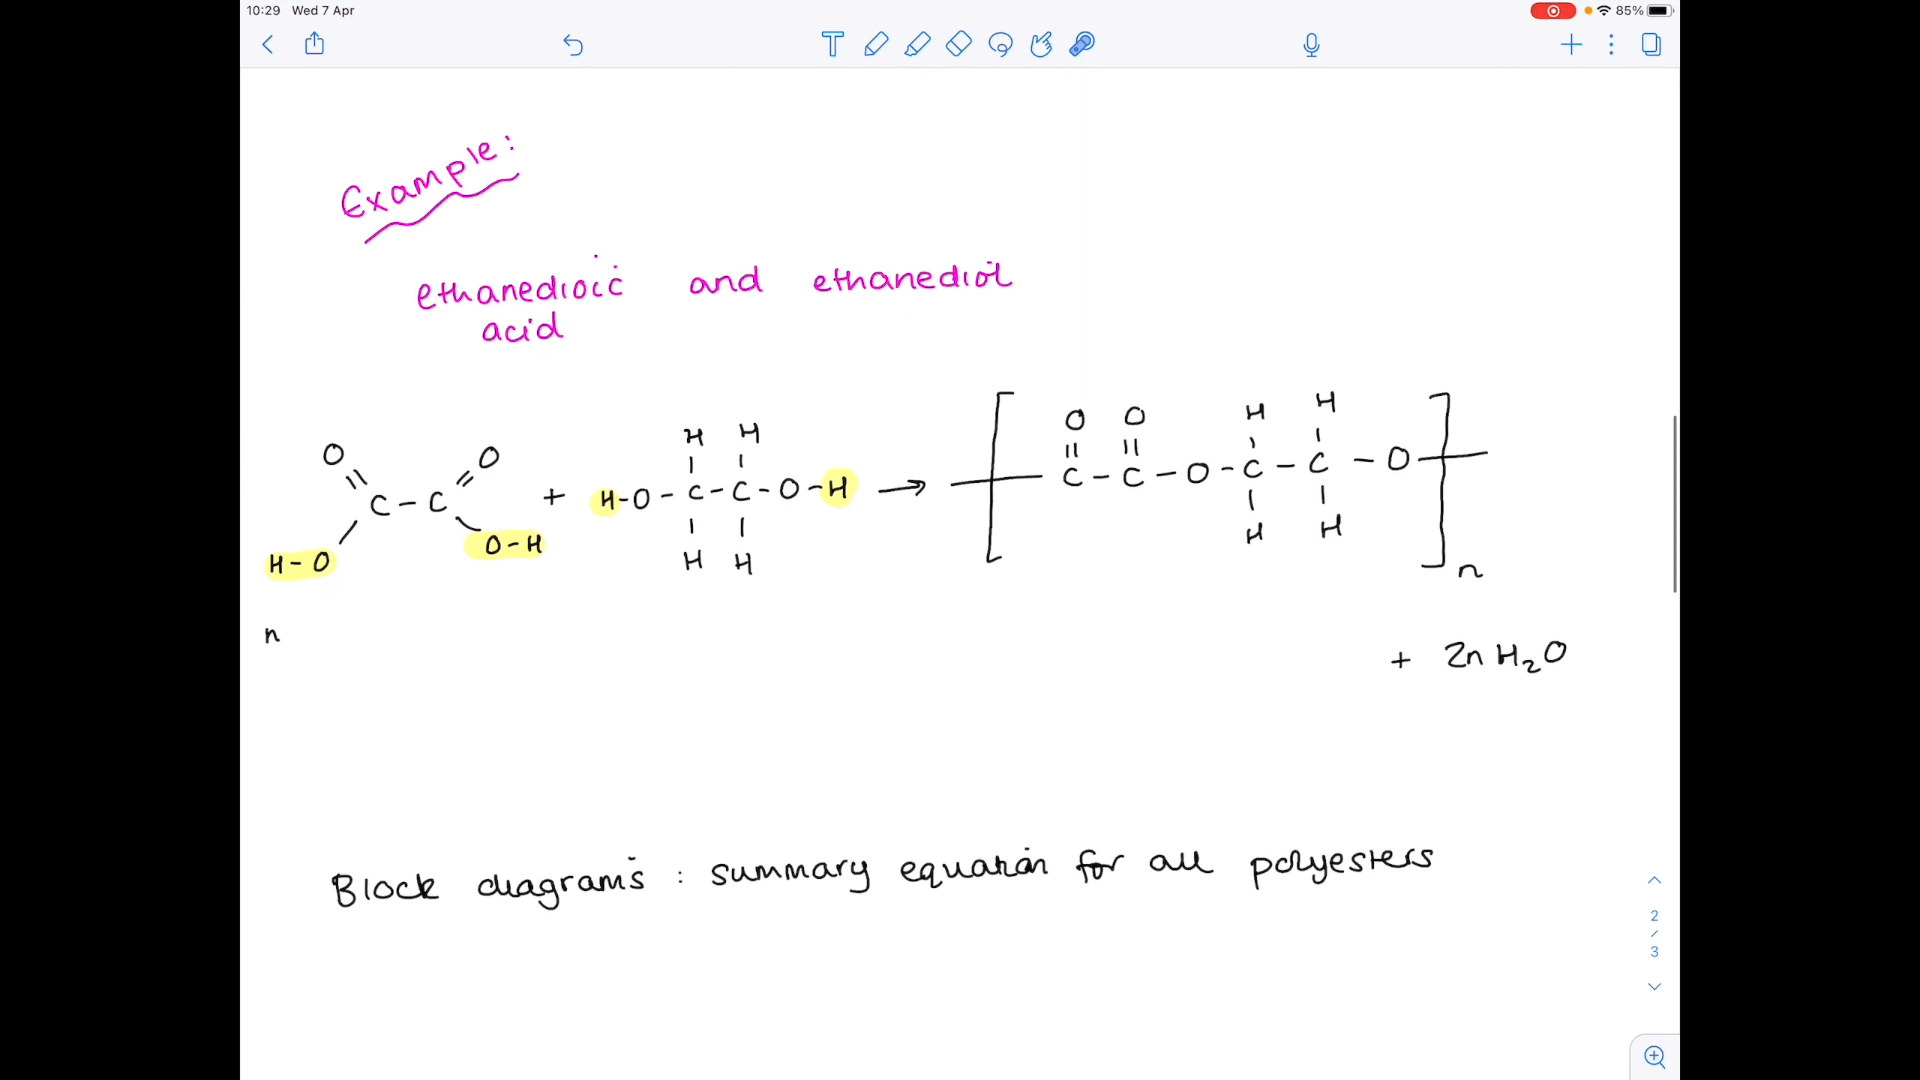 10:29 Wed 7 Apr
85%
T
Example:
ethanedioic and ethanediol
acid
O O H H O O H H
C-C + H-O-C-C-O-H → [ C-C-O-C-C-O ]n
H-O O-H H H H H
n
+ 2n H₂O
Block diagrams : summary equation for all polyesters
2
/
3